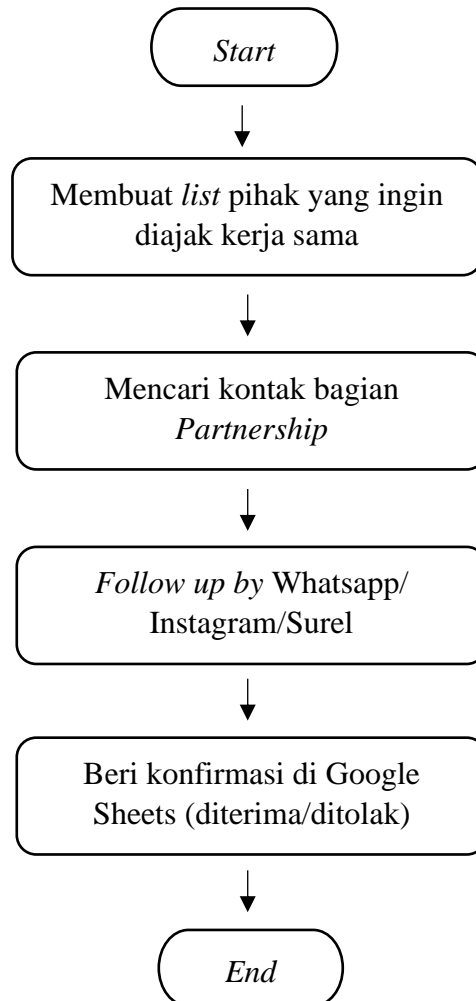 Start
Membuat list pihak yang ingin
diajak kerja sama
Mencari kontak bagian
Partnership
Follow up by Whatsapp/
Instagram/Surel
Beri konfirmasi di Google
Sheets (diterima/ditolak)
End